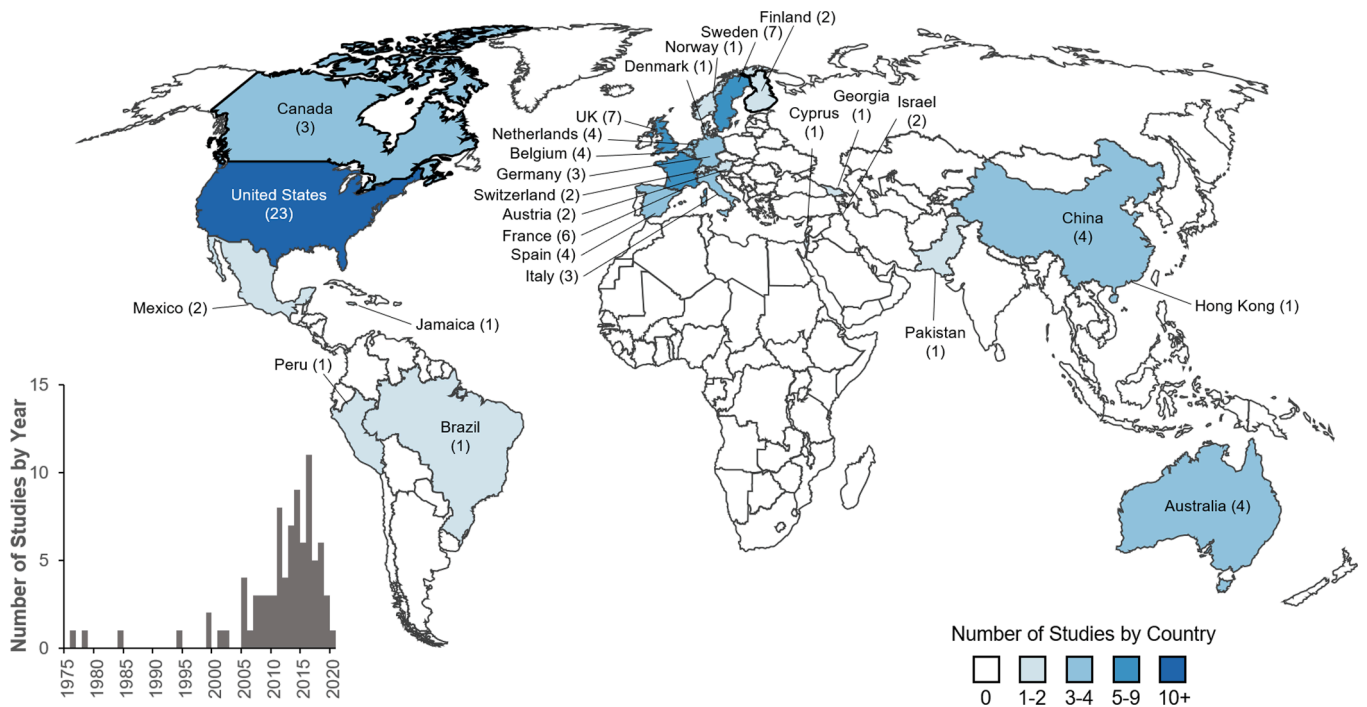 Finland (2)
Sweden (7)
Norway (1)
Denmark (1)
Canada
(3)
UK (7)
Netherlands (4)
Belgium (4)
Germany (3)
Switzerland (2)
Austria (2)
France (6)
Spain (4)
Italy (3)
Cyprus
(1)
Georgia
(1)
Israel
(2)
United States
(23)
China
(4)
Mexico (2)
Jamaica (1)
Pakistan
(1)
Hong Kong (1)
Peru (1)
Brazil
(1)
Australia (4)
Number of Studies by Year
15
10
5
0
1975
1980
1985
1990
1995
2000
2005
2010
2015
2020
Number of Studies by Country
0
1-2
3-4
5-9
10+